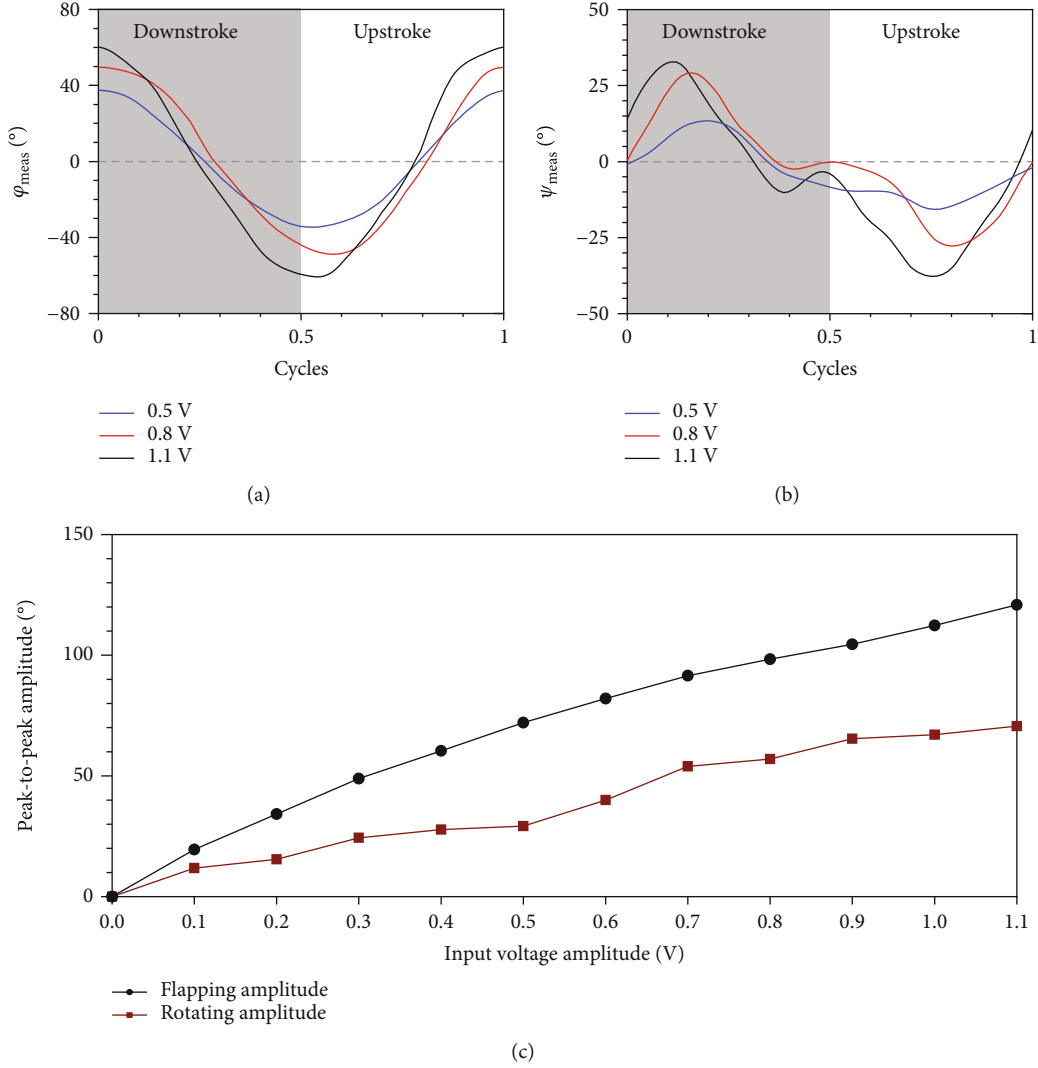 Downstroke Upstroke
80
40
0
−40
−80
φmeas (°)
0 0.5 1
Cycles
0.5 V
0.8 V
1.1 V
(a)
Downstroke Upstroke
50
25
0
−25
−50
ψmeas (°)
0 0.5 1
Cycles
0.5 V
0.8 V
1.1 V
(b)
150
100
50
0
Peak-to-peak amplitude (°)
0.0 0.1 0.2 0.3 0.4 0.5 0.6 0.7 0.8 0.9 1.0 1.1
Input voltage amplitude (V)
Flapping amplitude
Rotating amplitude
(c)